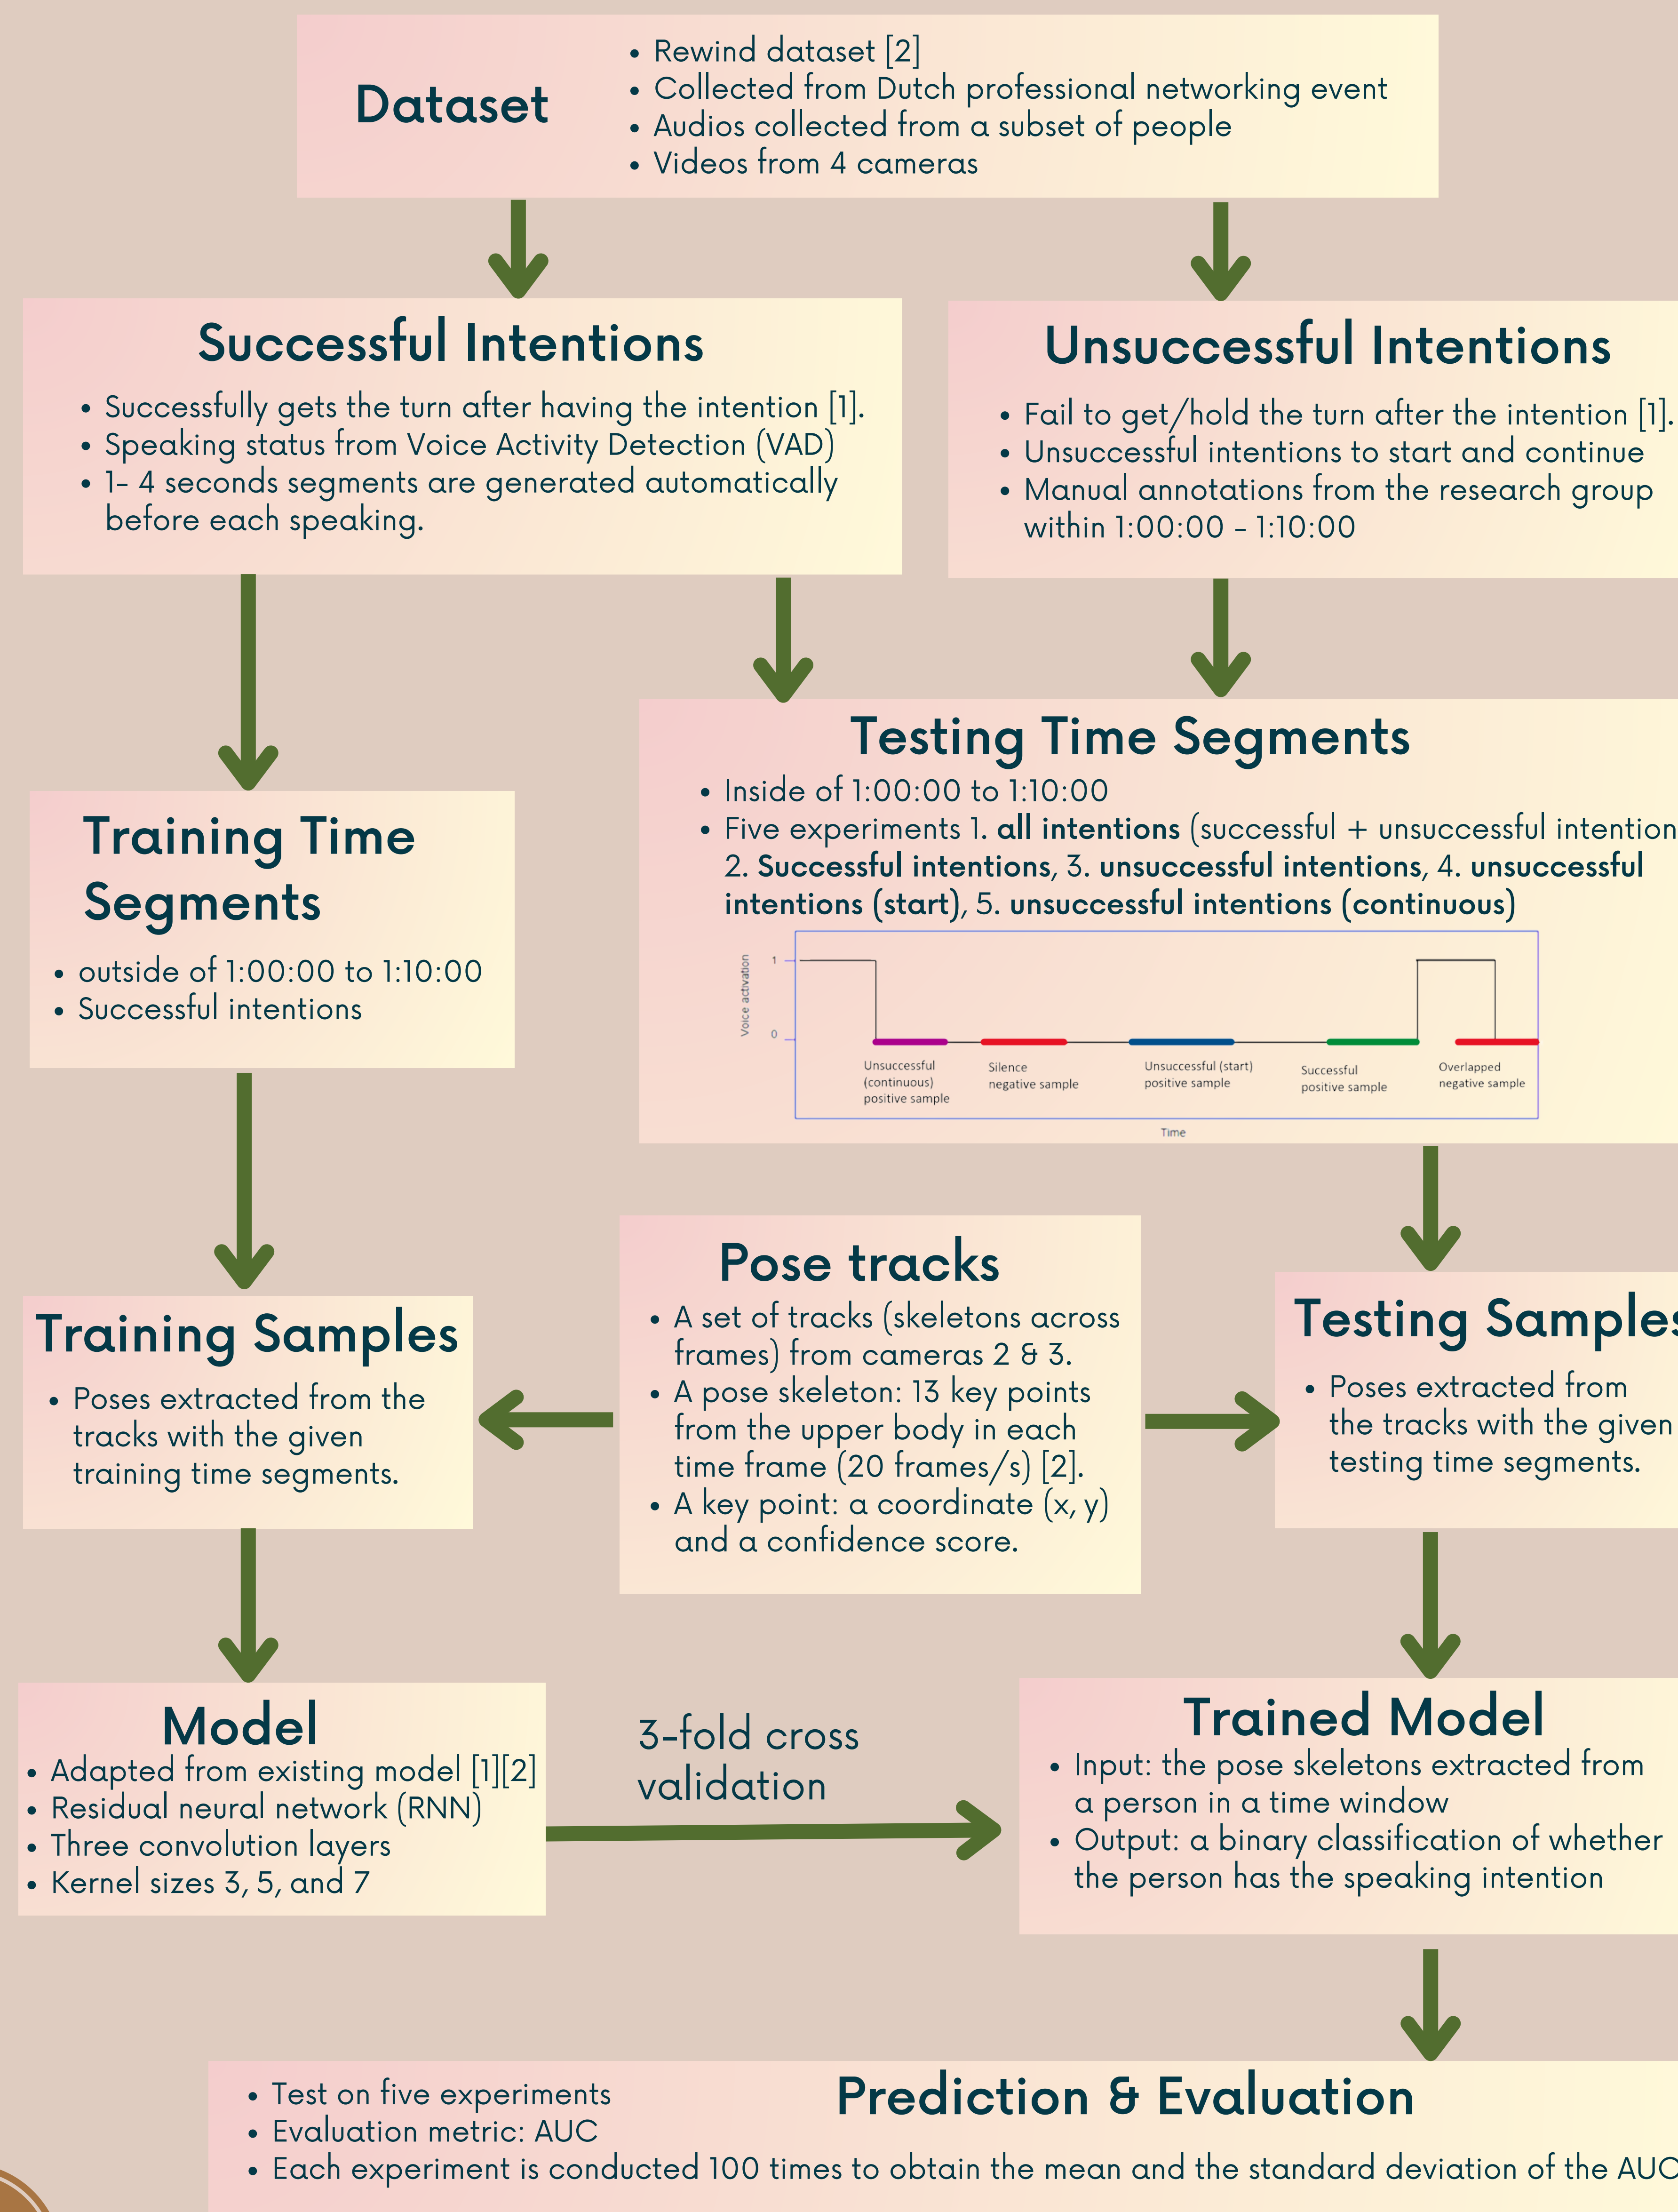 Dataset
• Rewind dataset [2]
• Collected from Dutch professional networking event
• Audios collected from a subset of people
• Videos from 4 cameras
Successful Intentions
• Successfully gets the turn after having the intention [1].
• Speaking status from Voice Activity Detection (VAD)
• 1- 4 seconds segments are generated automatically
before each speaking.
Unsuccessful Intentions
• Fail to get/hold the turn after the intention [1].
• Unsuccessful intentions to start and continue
• Manual annotations from the research group
within 1:00:00 - 1:10:00
Training Time
Segments
• outside of 1:00:00 to 1:10:00
• Successful intentions
Testing Time Segments
• Inside of 1:00:00 to 1:10:00
• Five experiments 1. all intentions (successful + unsuccessful intention
2. Successful intentions, 3. unsuccessful intentions, 4. unsuccessful
intentions (start), 5. unsuccessful intentions (continuous)
Voice activation
1
0
Unsuccessful
(continuous)
positive sample
Silence
negative sample
Unsuccessful (start)
positive sample
Successful
positive sample
Overlapped
negative sample
Time
Training Samples
• Poses extracted from the
tracks with the given
training time segments.
Pose tracks
• A set of tracks (skeletons across
frames) from cameras 2 & 3.
• A pose skeleton: 13 key points
from the upper body in each
time frame (20 frames/s) [2].
• A key point: a coordinate (x, y)
and a confidence score.
Testing Samples
• Poses extracted from
the tracks with the given
testing time segments.
Model
• Adapted from existing model [1][2]
• Residual neural network (RNN)
• Three convolution layers
• Kernel sizes 3, 5, and 7
3-fold cross
validation
Trained Model
• Input: the pose skeletons extracted from
a person in a time window
• Output: a binary classification of whether
the person has the speaking intention
Prediction & Evaluation
• Test on five experiments
• Evaluation metric: AUC
• Each experiment is conducted 100 times to obtain the mean and the standard deviation of the AUC